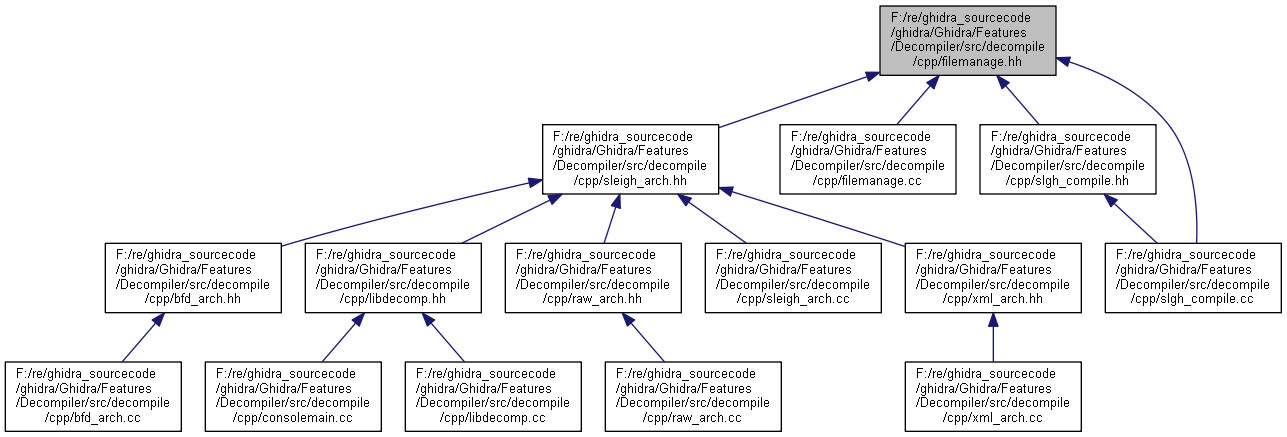 F:/re/ghidra_sourcecode
/ghidra/Ghidra/Features
/Decompiler/src/decompile
/cpp/filemanage.hh
F:/re/ghidra_sourcecode
/ghidra/Ghidra/Features
/Decompiler/src/decompile
/cpp/sleigh_arch.hh
F:/re/ghidra_sourcecode
/ghidra/Ghidra/Features
/Decompiler/src/decompile
/cpp/filemanage.cc
F:/re/ghidra_sourcecode
/ghidra/Ghidra/Features
/Decompiler/src/decompile
/cpp/slgh_compile.hh
F:/re/ghidra_sourcecode
/ghidra/Ghidra/Features
/Decompiler/src/decompile
/cpp/bfd_arch.hh
F:/re/ghidra_sourcecode
/ghidra/Ghidra/Features
/Decompiler/src/decompile
/cpp/libdecomp.hh
F:/re/ghidra_sourcecode
/ghidra/Ghidra/Features
/Decompiler/src/decompile
/cpp/raw_arch.hh
F:/re/ghidra_sourcecode
/ghidra/Ghidra/Features
/Decompiler/src/decompile
/cpp/sleigh_arch.cc
F:/re/ghidra_sourcecode
/ghidra/Ghidra/Features
/Decompiler/src/decompile
/cpp/xml_arch.hh
F:/re/ghidra_sourcecode
/ghidra/Ghidra/Features
/Decompiler/src/decompile
/cpp/slgh_compile.cc
F:/re/ghidra_sourcecode
/ghidra/Ghidra/Features
/Decompiler/src/decompile
/cpp/bfd_arch.cc
F:/re/ghidra_sourcecode
/ghidra/Ghidra/Features
/Decompiler/src/decompile
/cpp/consolemain.cc
F:/re/ghidra_sourcecode
/ghidra/Ghidra/Features
/Decompiler/src/decompile
/cpp/libdecomp.cc
F:/re/ghidra_sourcecode
/ghidra/Ghidra/Features
/Decompiler/src/decompile
/cpp/raw_arch.cc
F:/re/ghidra_sourcecode
/ghidra/Ghidra/Features
/Decompiler/src/decompile
/cpp/xml_arch.cc